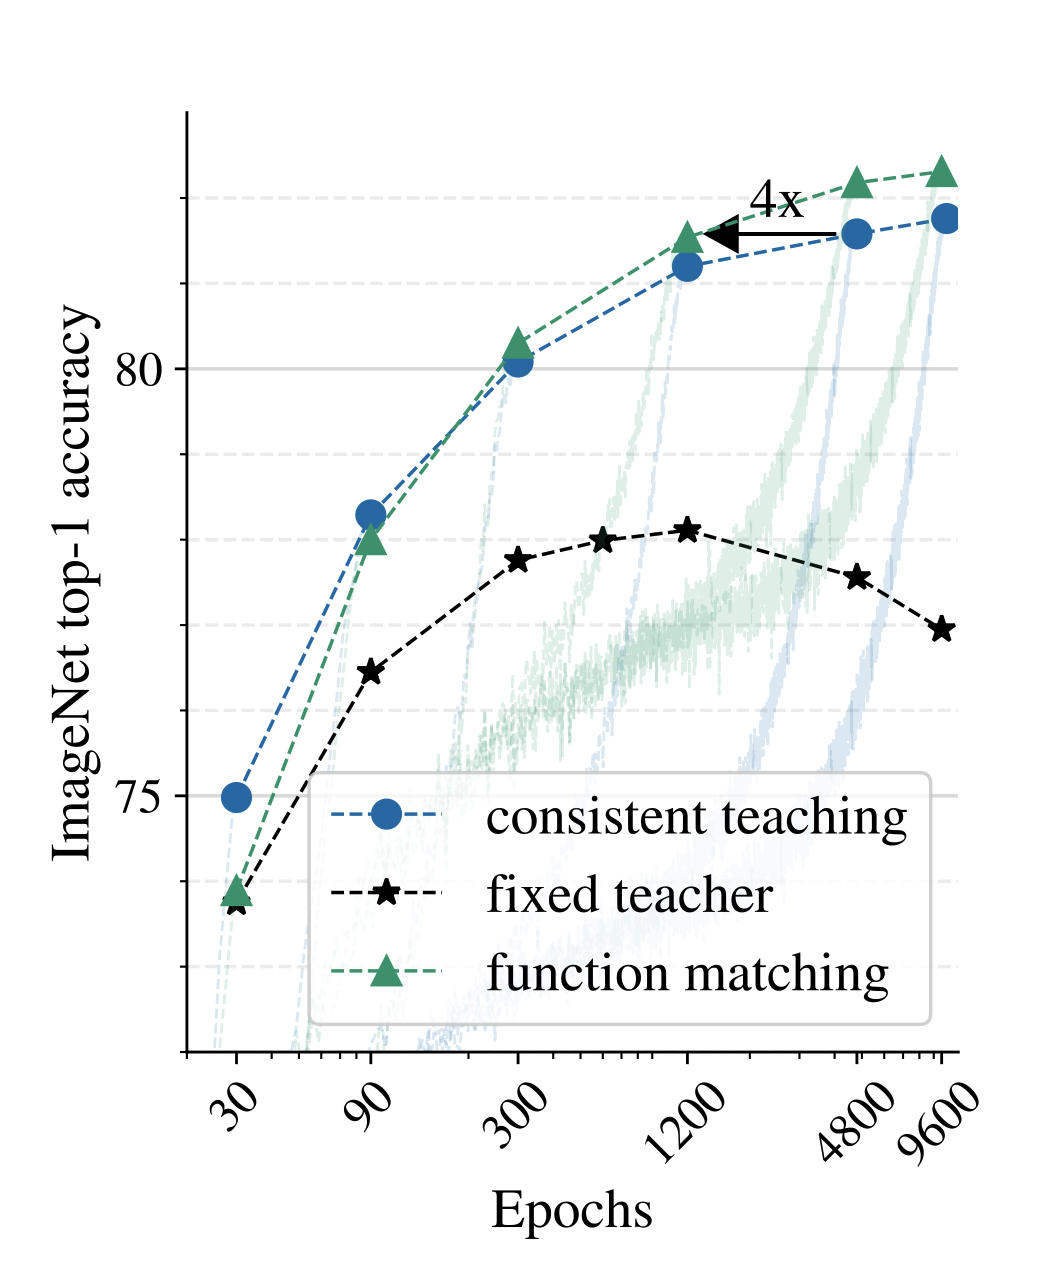 4x
80
75
ImageNet top-1 accuracy
consistent teaching
fixed teacher
function matching
30
90
300
1200
4800
9600
Epochs